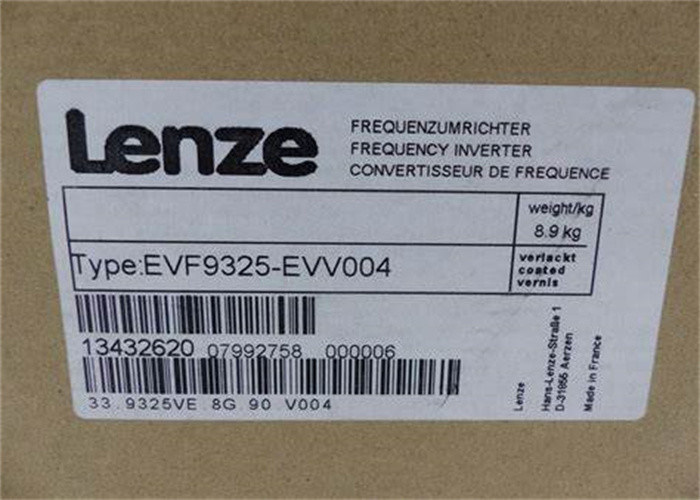 Lenze
FREQUENZUMRICHTER
FREQUENCY INVERTER
CONVERTISSEUR DE FREQUENCE
weight/kg
8.9 kg
Type:EVF9325-EVV004
verlackt
coated
vernis
13432620 07992758 000006
33.9325VE.8G.90.V004
Lenze
Hans-Lenze-Straße 1
D-31855 Aerzen
Made in France